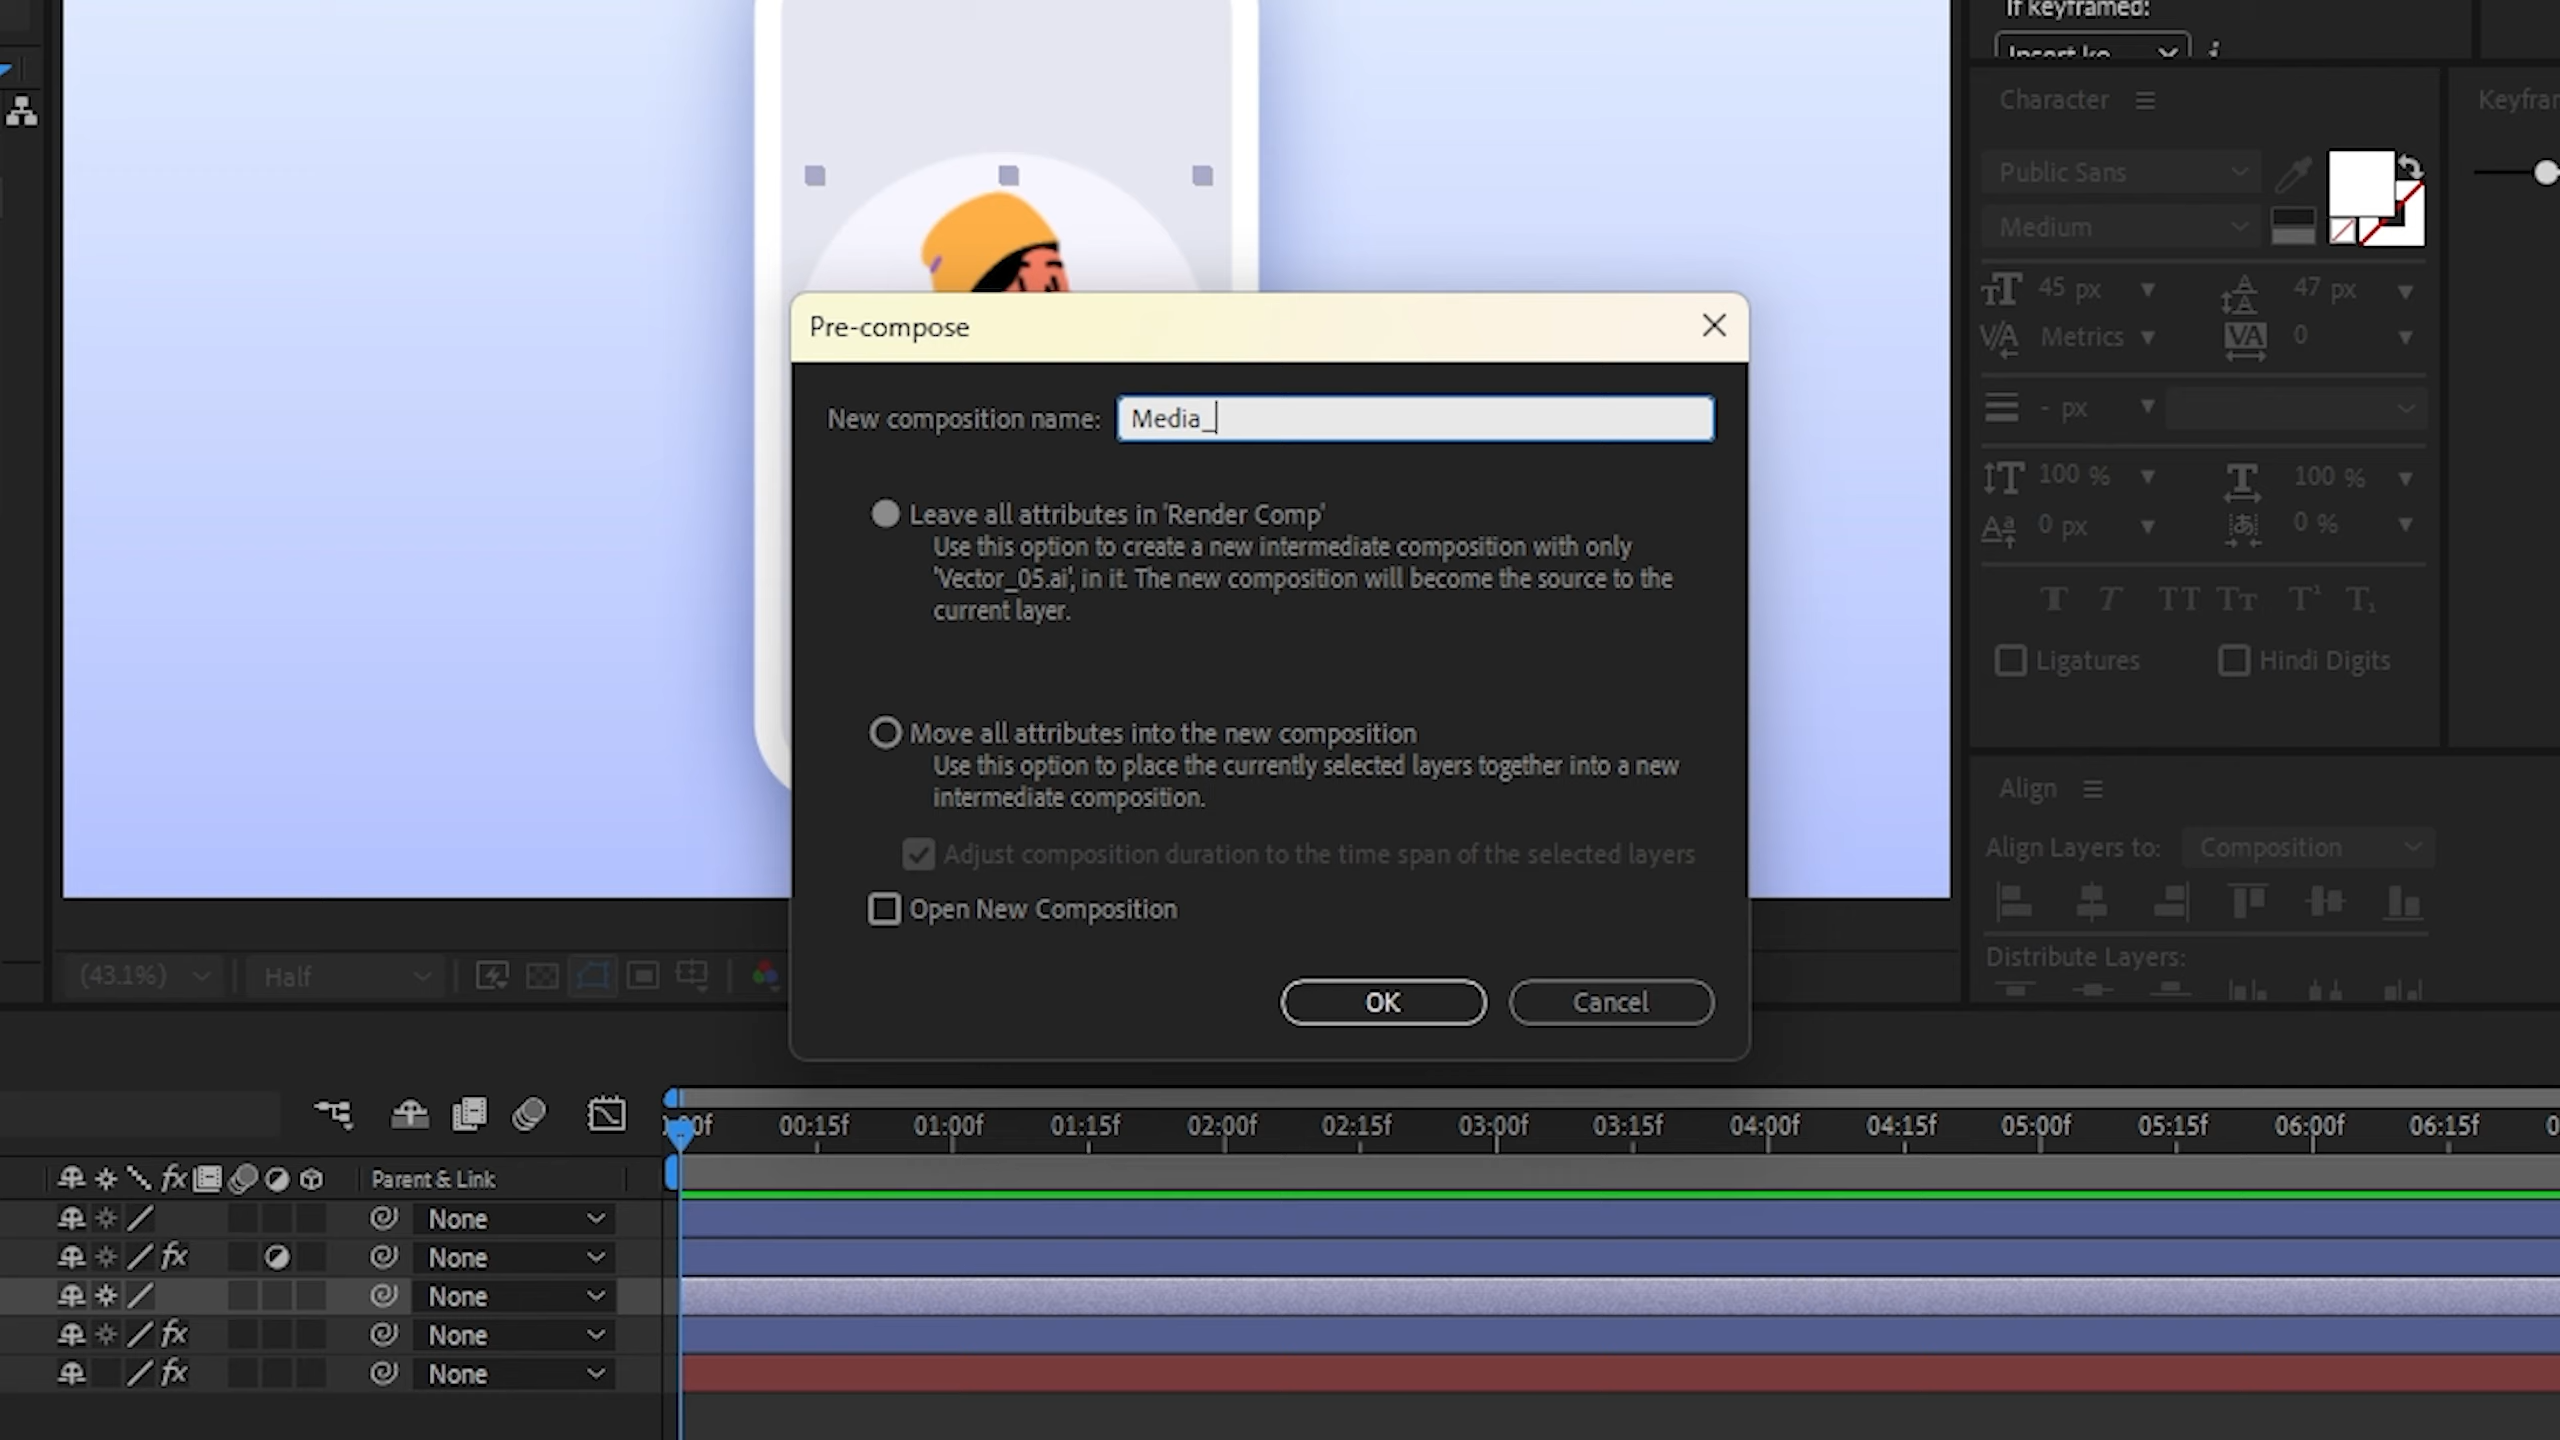 If keyframed:
Character
Keyfra
Public Sans
Medium
45 px
47 px
Metrics
0
- px
100 %
100 %
0 px
0 %
Ligatures
Hindi Digits
Align
Align Layers to:
Composition
Distribute Layers:
Pre-compose
New composition name:
Media_
Leave all attributes in 'Render Comp'
Use this option to create a new intermediate composition with only
'Vector_05.ai', in it. The new composition will become the source to the
current layer.
Move all attributes into the new composition
Use this option to place the currently selected layers together into a new
intermediate composition.
Adjust composition duration to the time span of the selected layers
Open New Composition
OK
Cancel
(43.1%)
Half
00:15f
01:00f
01:15f
02:00f
02:15f
03:00f
03:15f
04:00f
04:15f
05:00f
05:15f
06:00f
06:15f
Parent & Link
None
fx None
None
fx None
fx None